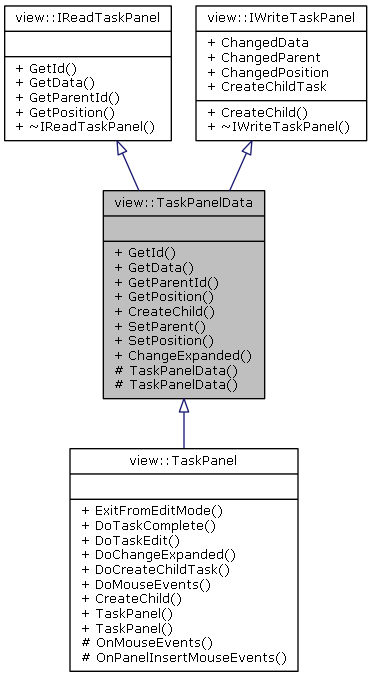 view::IReadTaskPanel
+ GetId()
+ GetData()
+ GetParentId()
+ GetPosition()
+ ~IReadTaskPanel()
view::IWriteTaskPanel
+ ChangedData
+ ChangedParent
+ ChangedPosition
+ CreateChildTask
+ CreateChild()
+ ~IWriteTaskPanel()
view::TaskPanelData
+ GetId()
+ GetData()
+ GetParentId()
+ GetPosition()
+ CreateChild()
+ SetParent()
+ SetPosition()
+ ChangeExpanded()
# TaskPanelData()
# TaskPanelData()
view::TaskPanel
+ ExitFromEditMode()
+ DoTaskComplete()
+ DoTaskEdit()
+ DoChangeExpanded()
+ DoCreateChildTask()
+ DoMouseEvents()
+ CreateChild()
+ TaskPanel()
+ TaskPanel()
# OnMouseEvents()
# OnPanelInsertMouseEvents()